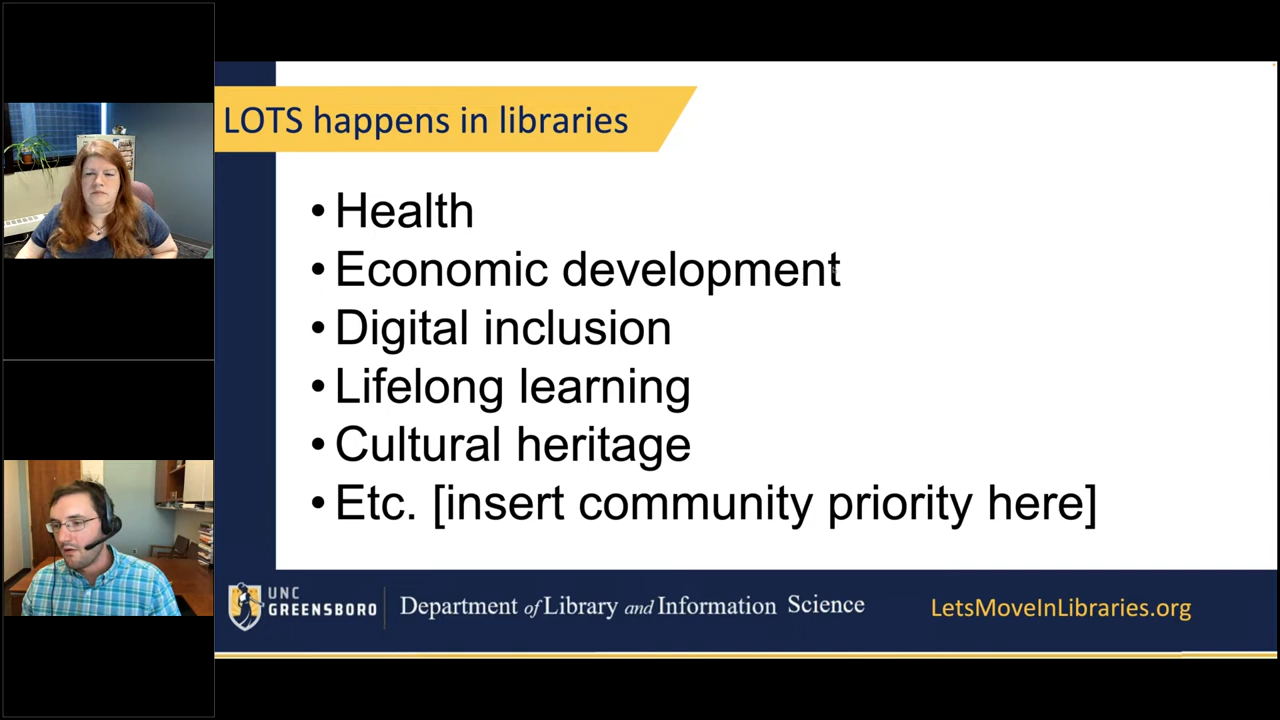 LOTS happens in libraries
• Health
• Economic development
• Digital inclusion
• Lifelong learning
• Cultural heritage
• Etc. [insert community priority here]
UNC
GREENSBORO
Department of Library and Information Science
LetsMoveInLibraries.org